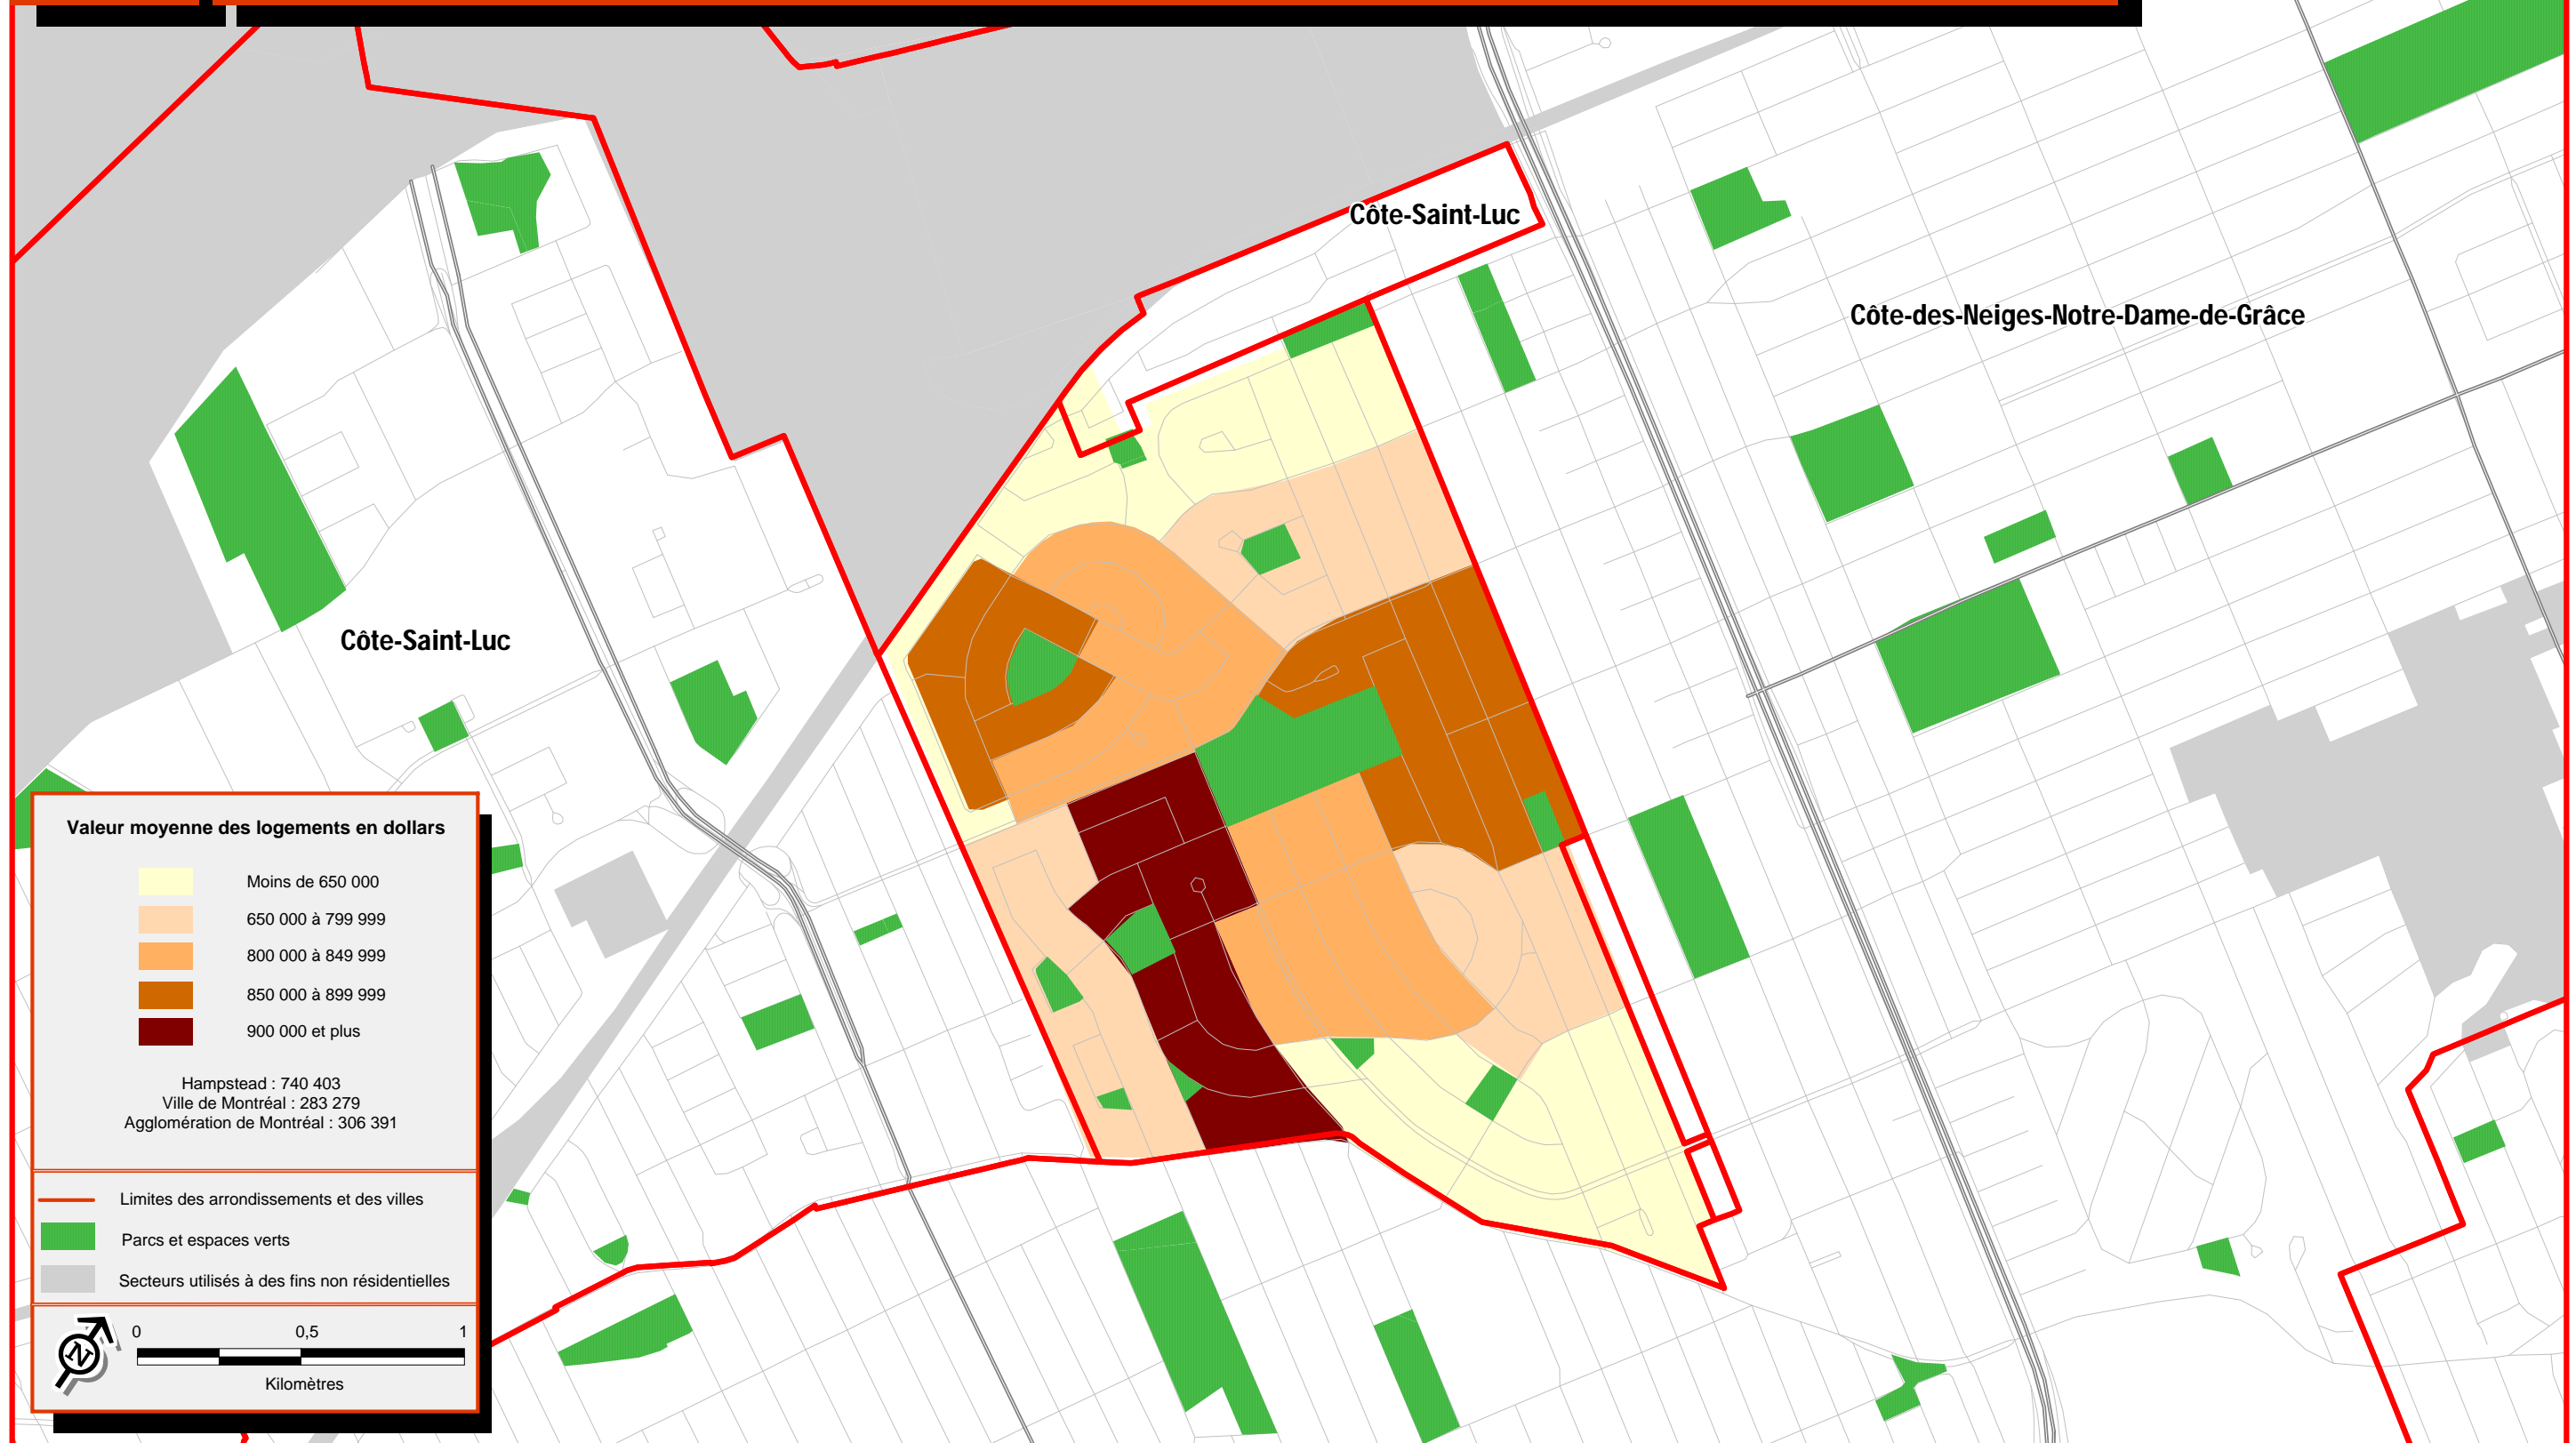 Côte-Saint-Luc
Côte-des-Neiges-Notre-Dame-de-Grâce
Côte-Saint-Luc
Valeur moyenne des logements en dollars
Moins de 650 000
650 000 à 799 999
800 000 à 849 999
850 000 à 899 999
900 000 et plus
Hampstead : 740 403
Ville de Montréal : 283 279
Agglomération de Montréal : 306 391
Limites des arrondissements et des villes
Parcs et espaces verts
Secteurs utilisés à des fins non résidentielles
N
0 0,5 1
Kilomètres